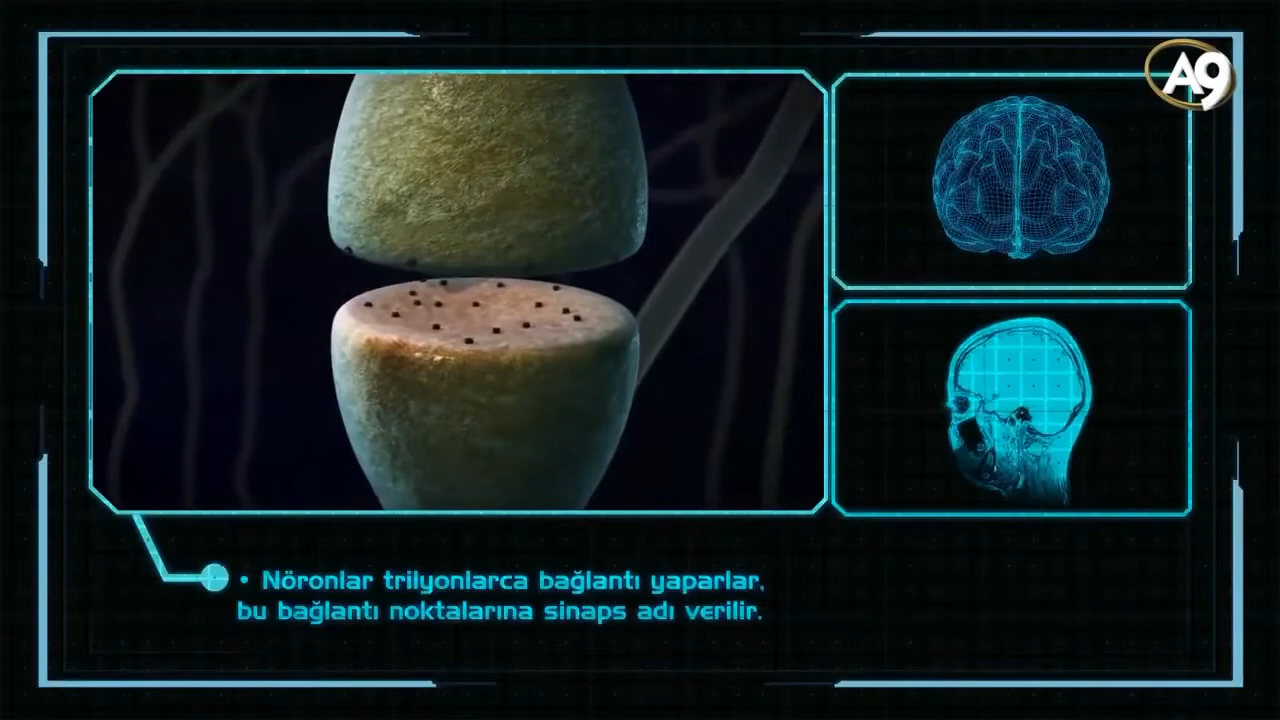 A9
• Nöronlar trilyonlarca bağlantı yaparlar,
bu bağlantı noktalarına sinaps adı verilir.